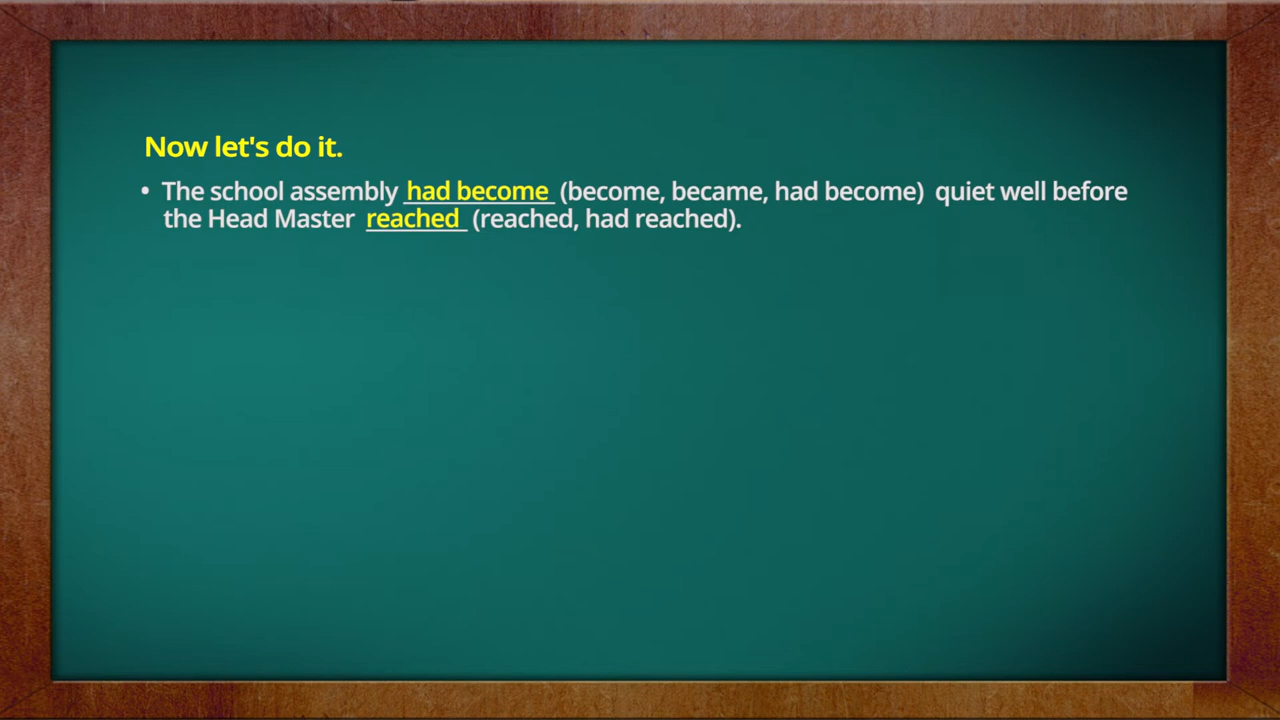 Now let's do it.
• The school assembly had become (become, became, had become) quiet well before
the Head Master reached (reached, had reached).